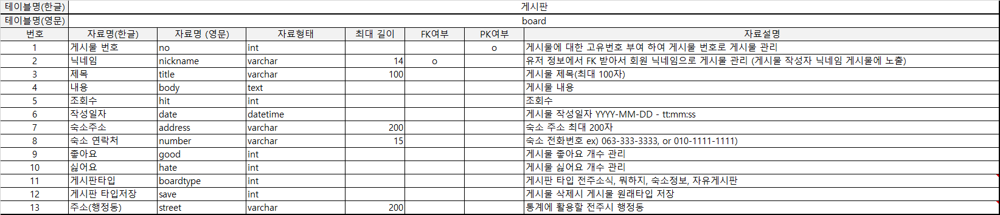 테이블명(한글) 게시판
테이블명(영문) board
번호 자료명(한글) 자료명 (영문) 자료형태 최대 길이 FK여부 PK여부 자료설명
1 게시물 번호 no int o 게시물에 대한 고유번호 부여 하여 게시물 번호로 게시물 관리
2 닉네임 nickname varchar 14 o 유저 정보에서 FK 받아서 회원 닉네임으로 게시물 관리 (게시물 작성자 닉네임 게시물에 노출)
3 제목 title varchar 100 게시물 제목(최대 100자)
4 내용 body text 게시물 내용
5 조회수 hit int 조회수
6 작성일자 date datetime 게시물 작성일자 YYYY-MM-DD - tt:mm:ss
7 숙소주소 address varchar 200 숙소 주소 최대 200자
8 숙소 연락처 number varchar 15 숙소 전화번호 ex) 063-333-3333, or 010-1111-1111)
9 좋아요 good int 게시물 좋아요 개수 관리
10 싫어요 hate int 게시물 싫어요 개수 관리
11 게시판타입 boardtype int 게시판 타입 전주소식, 뭐하지, 숙소정보, 자유게시판
12 게시판 타입저장 save int 게시물 삭제시 게시물 원래타입 저장
13 주소(행정동) street varchar 200 통계에 활용할 전주시 행정동